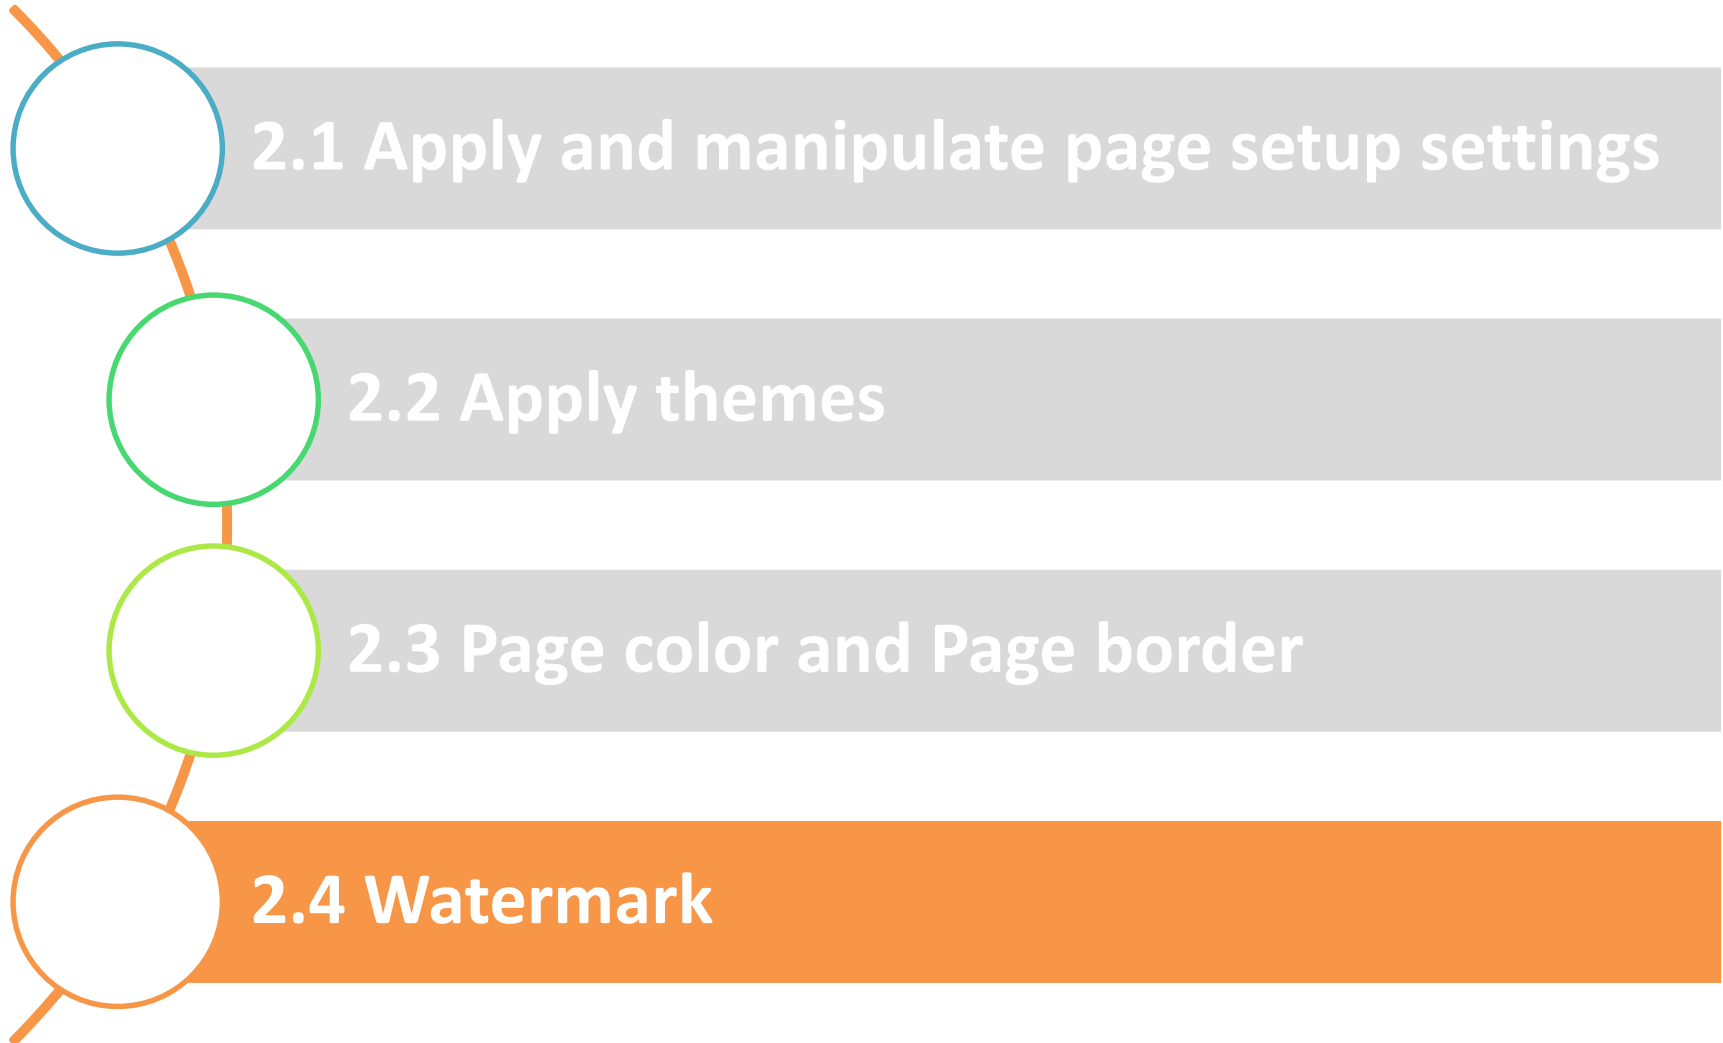 2.1 Apply and manipulate page setup settings
2.2 Apply themes
2.3 Page color and Page border
2.4 Watermark